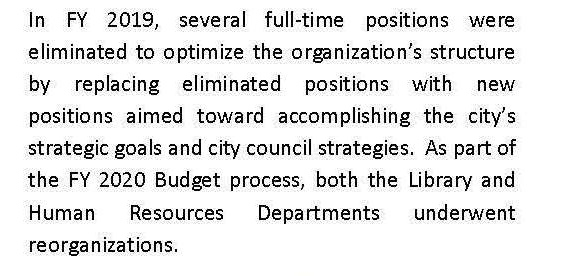 In FY 2019, several full-time positions were
eliminated to optimize the organization's structure
by replacing eliminated positions with new
positions aimed toward accomplishing the city's
strategic goals and city council strategies.  As part of
the FY 2020 Budget process, both the Library and
Human Resources Departments underwent
reorganizations.